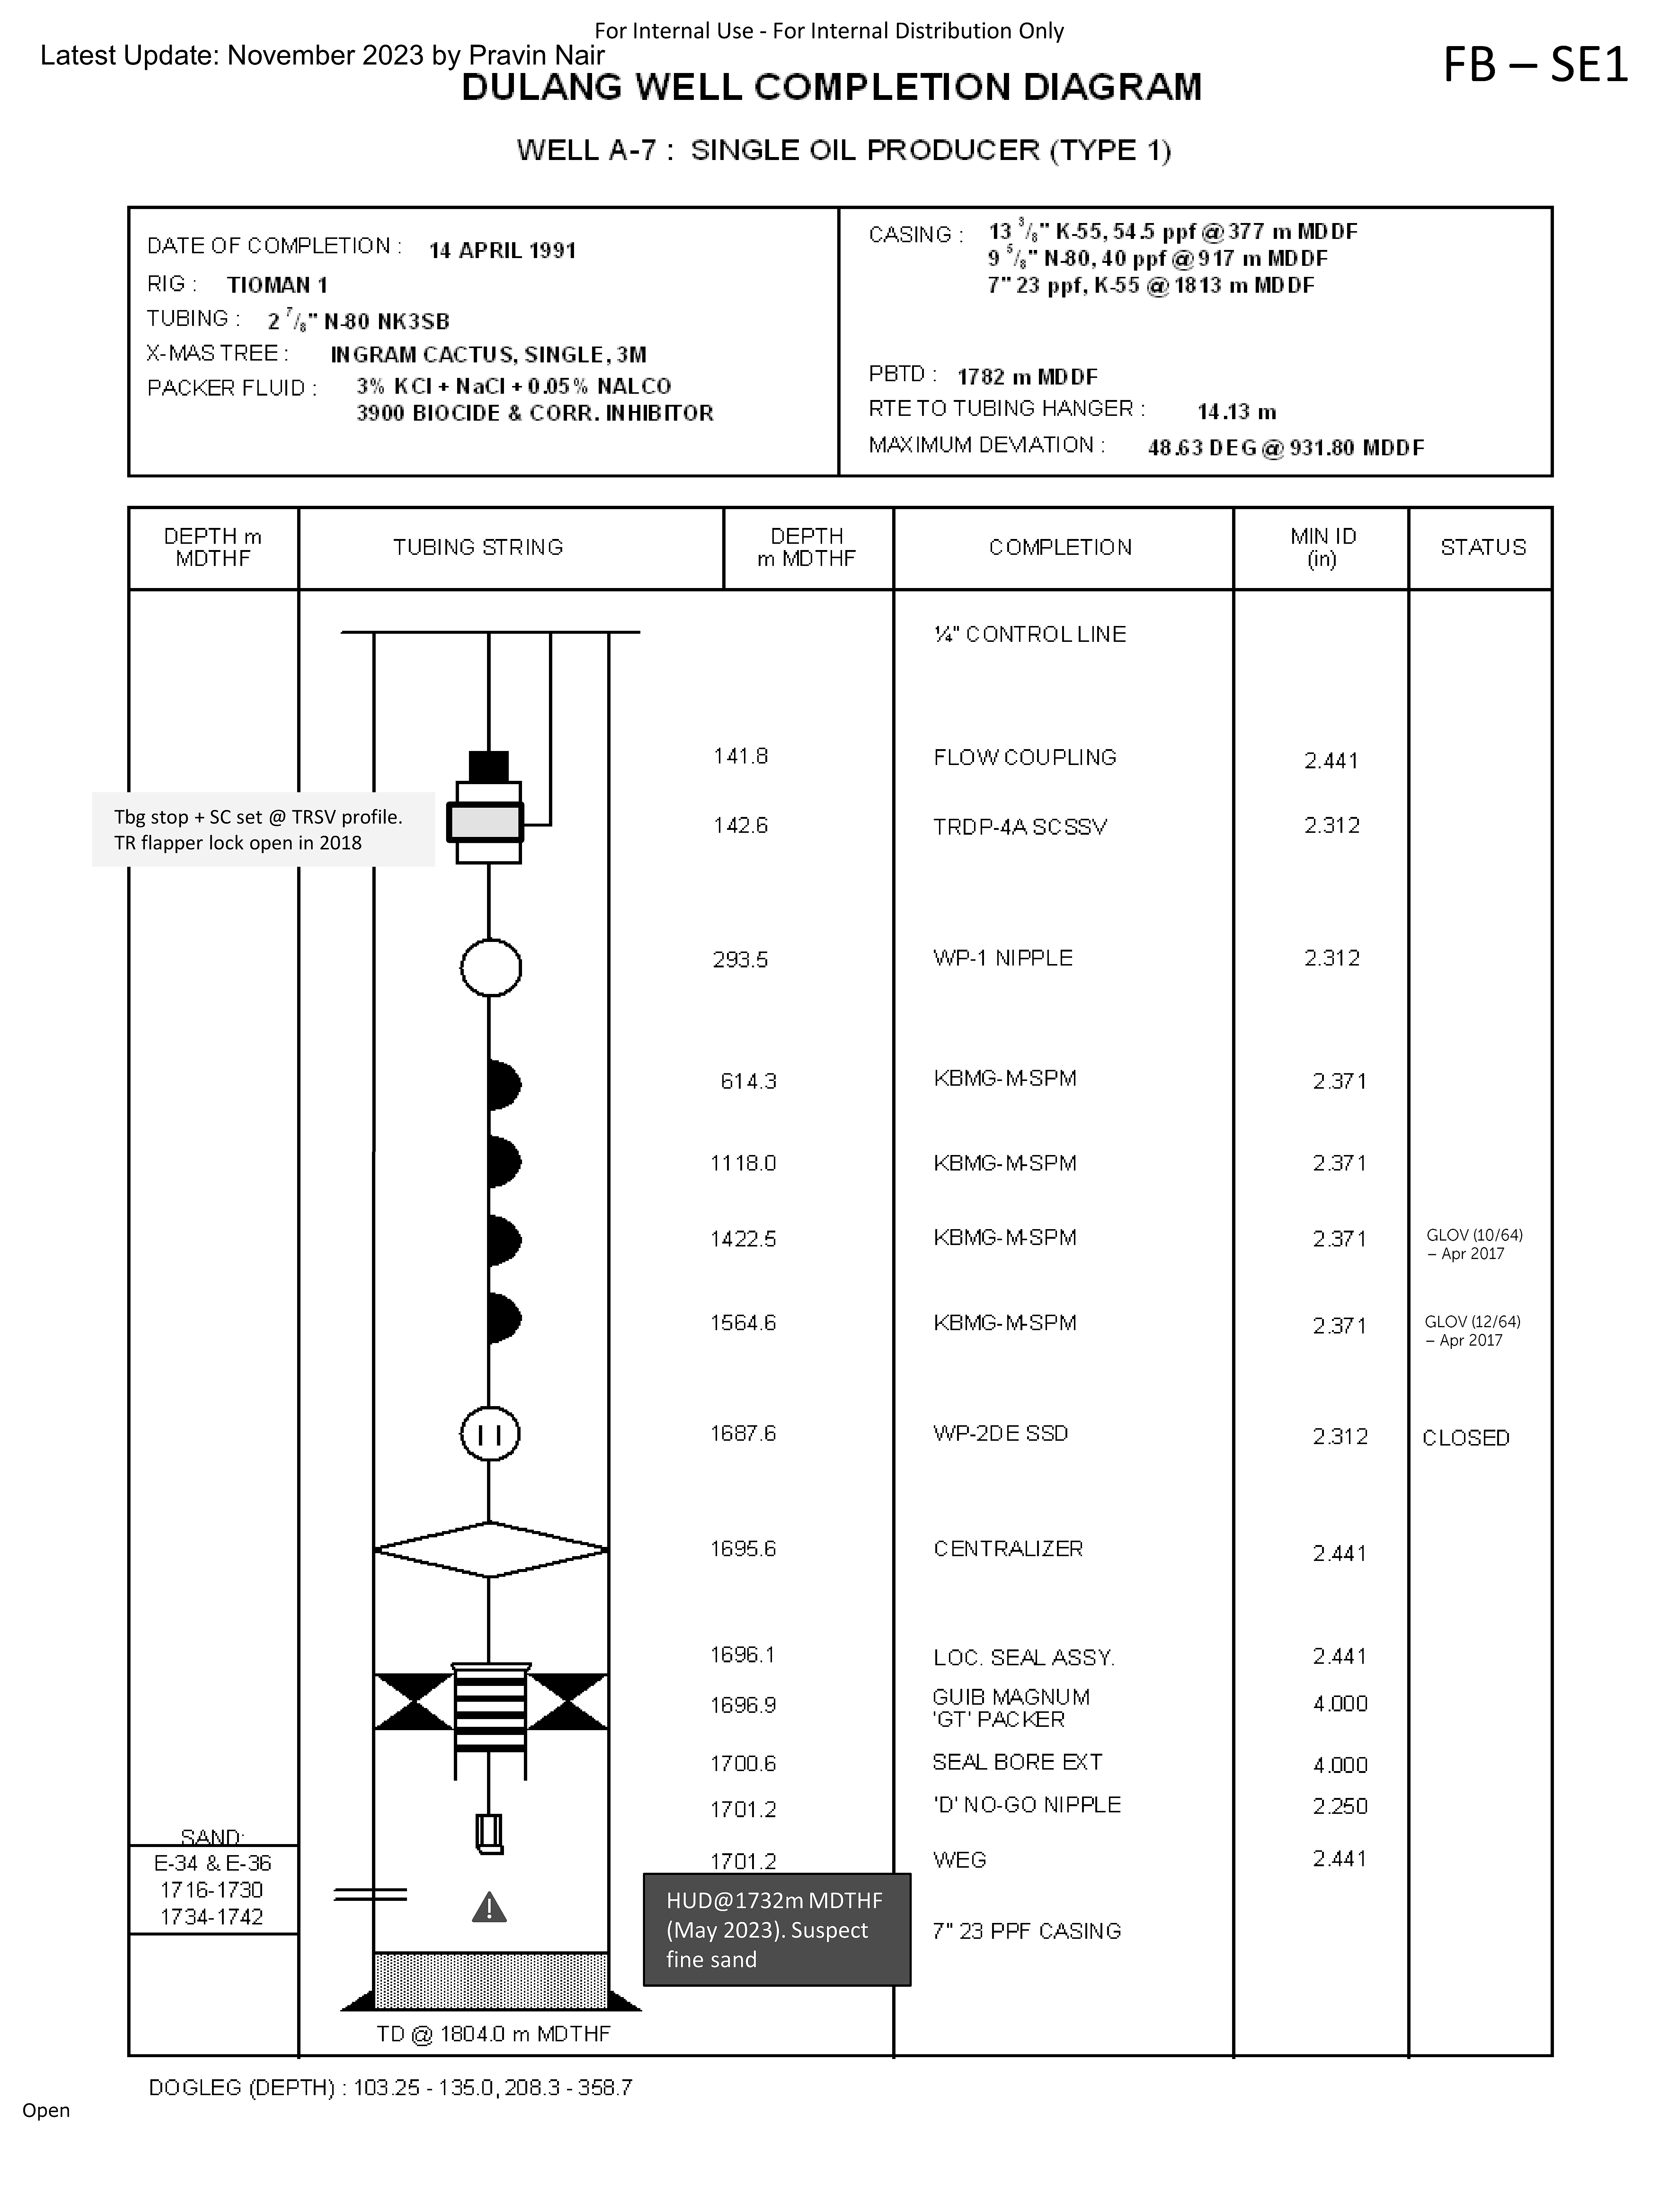 For Internal Use - For Internal Distribution Only
Latest Update: November 2023 by Pravin Nair
FB – SE1
DULANG WELL COMPLETION DIAGRAM
WELL A-7 : SINGLE OIL PRODUCER (TYPE 1)
DATE OF COMPLETION : 14 APRIL 1991
RIG : TIOMAN 1
TUBING : 2 7/8" N-80 NK3SB
X-MAS TREE : INGRAM CACTUS, SINGLE, 3M
PACKER FLUID : 3% KCl + NaCl + 0.05% NALCO
3900 BIOCIDE & CORR. INHIBITOR
CASING : 13 3/8" K-55, 54.5 ppf @ 377 m MDDF
9 5/8" N-80, 40 ppf @ 917 m MDDF
7" 23 ppf, K-55 @ 1813 m MDDF
PBTD : 1782 m MDDF
RTE TO TUBING HANGER : 14.13 m
MAXIMUM DEVIATION : 48.63 DEG @ 931.80 MDDF
DEPTH m
MDTHF
TUBING STRING
DEPTH
m MDTHF
COMPLETION
MIN ID
(in)
STATUS
¼" CONTROL LINE
141.8 FLOW COUPLING 2.441
Tbg stop + SC set @ TRSV profile.
TR flapper lock open in 2018
142.6 TRDP-4A SCSSV 2.312
293.5 WP-1 NIPPLE 2.312
614.3 KBMG-M-SPM 2.371
1118.0 KBMG-M-SPM 2.371
1422.5 KBMG-M-SPM 2.371 GLOV (10/64)
– Apr 2017
1564.6 KBMG-M-SPM 2.371 GLOV (12/64)
– Apr 2017
1687.6 WP-2DE SSD 2.312 CLOSED
1695.6 CENTRALIZER 2.441
1696.1 LOC. SEAL ASSY. 2.441
1696.9 GUIB MAGNUM 4.000
'GT' PACKER
1700.6 SEAL BORE EXT 4.000
1701.2 'D' NO-GO NIPPLE 2.250
1701.2 WEG 2.441
SAND:
E-34 & E-36
1716-1730
1734-1742
HUD@1732m MDTHF
(May 2023). Suspect
fine sand
7" 23 PPF CASING
TD @ 1804.0 m MDTHF
DOGLEG (DEPTH) : 103.25 - 135.0, 208.3 - 358.7
Open